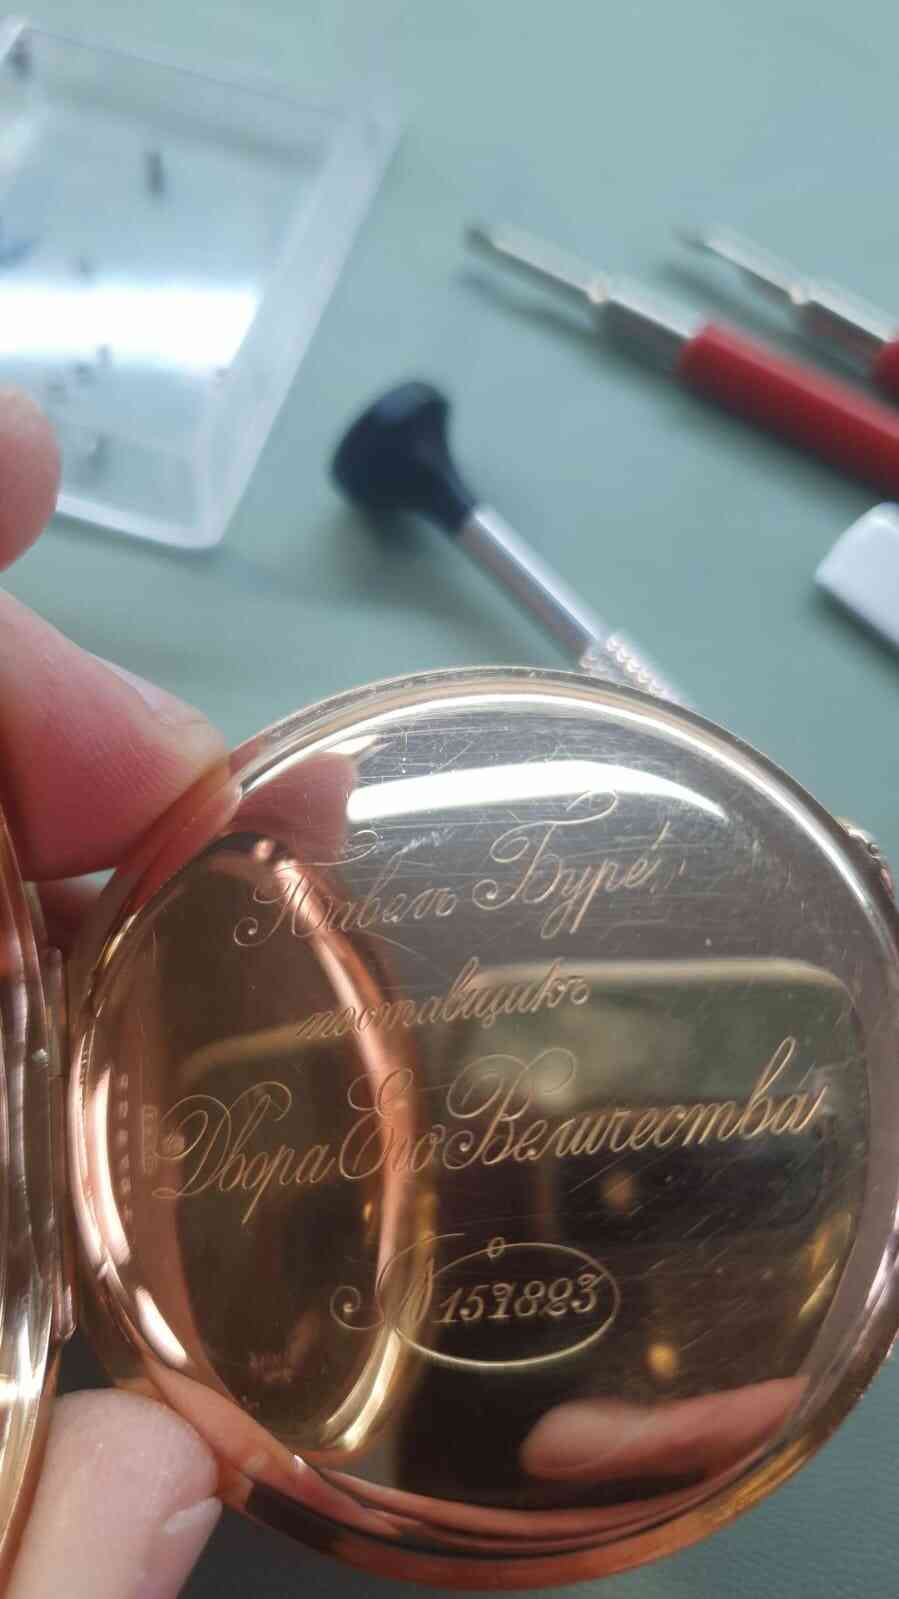 Павелъ Буре́
поставщикъ
Двора Его Величества
№ 151823